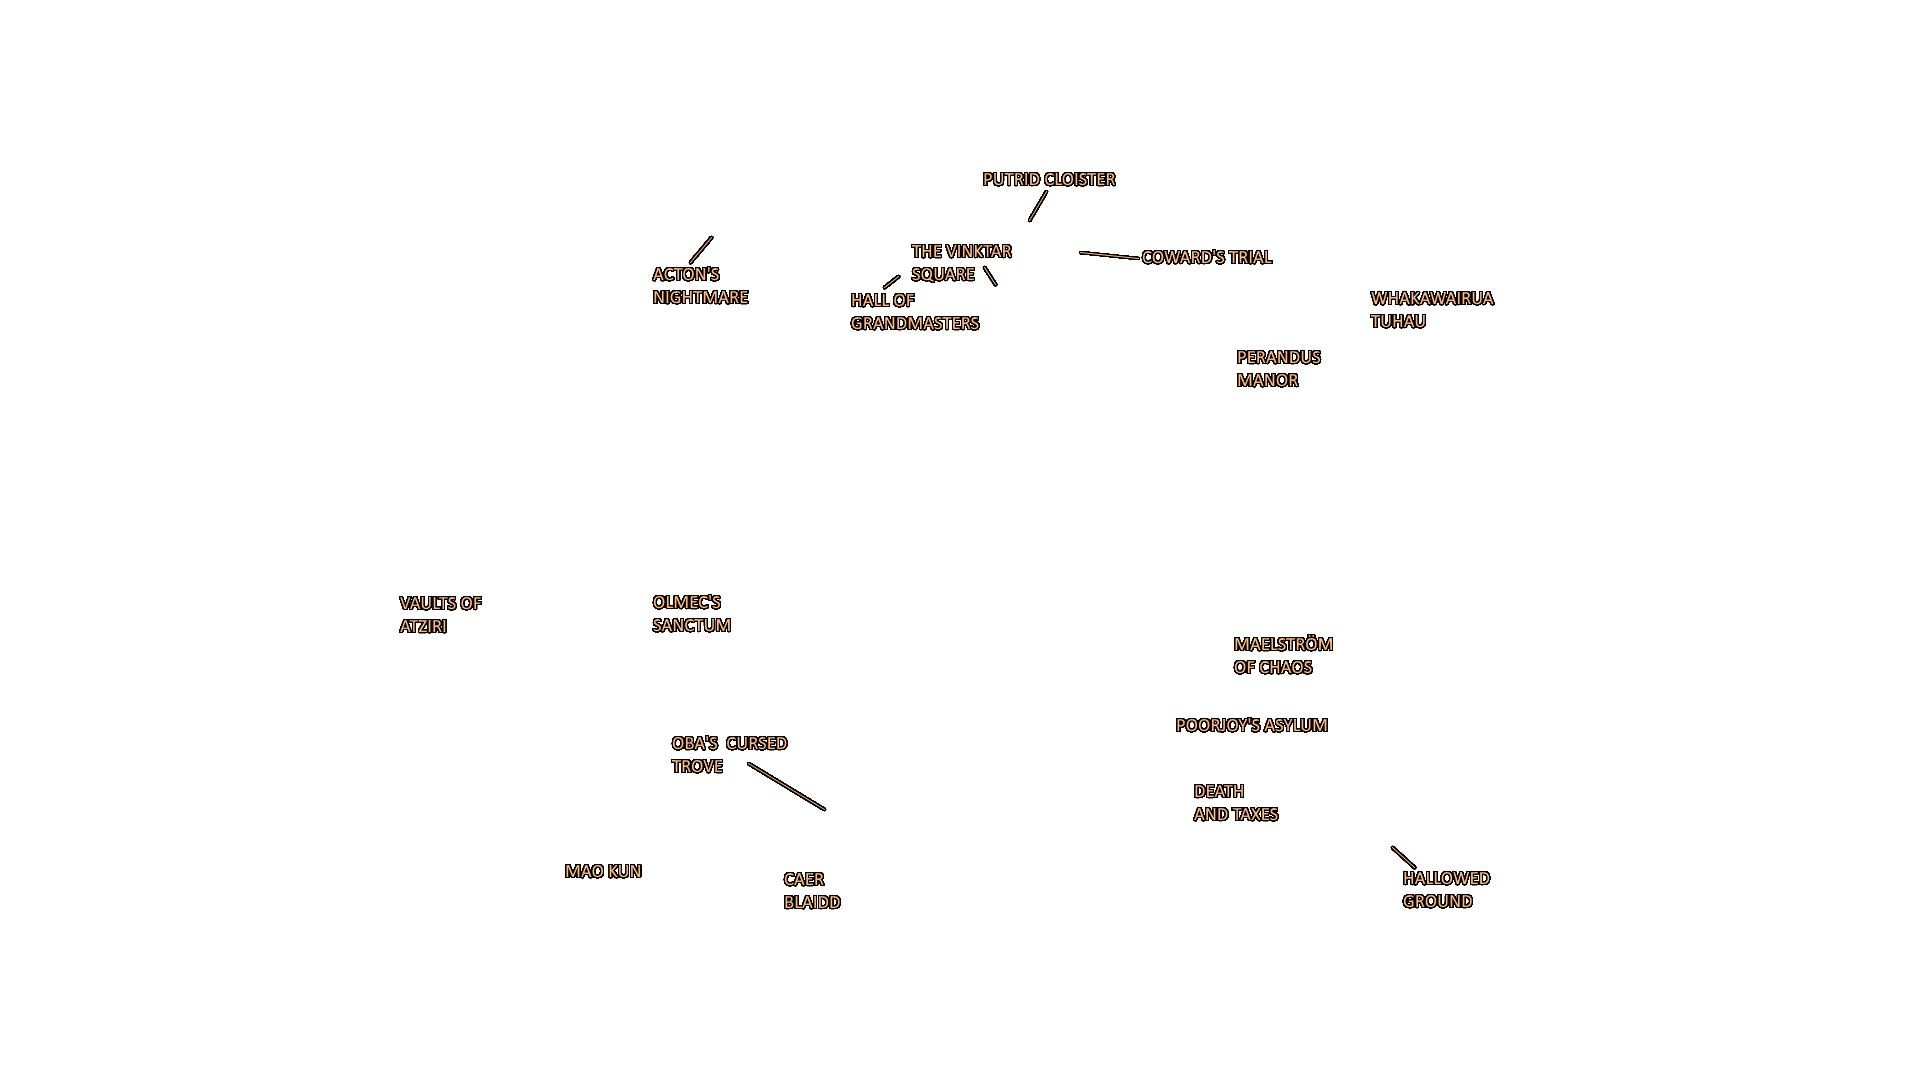 PUTRID CLOISTER
THE VINKTAR
SQUARE
COWARD'S TRIAL
ACTON'S
NIGHTMARE
HALL OF
GRANDMASTERS
WHAKAWAIRUA
TUHAU
PERANDUS
MANOR
VAULTS OF
ATZIRI
OLMEC'S
SANCTUM
MAELSTRÖM
OF CHAOS
POORJOY'S ASYLUM
OBA'S CURSED
TROVE
DEATH
AND TAXES
MAO KUN
CAER
BLAIDD
HALLOWED
GROUND